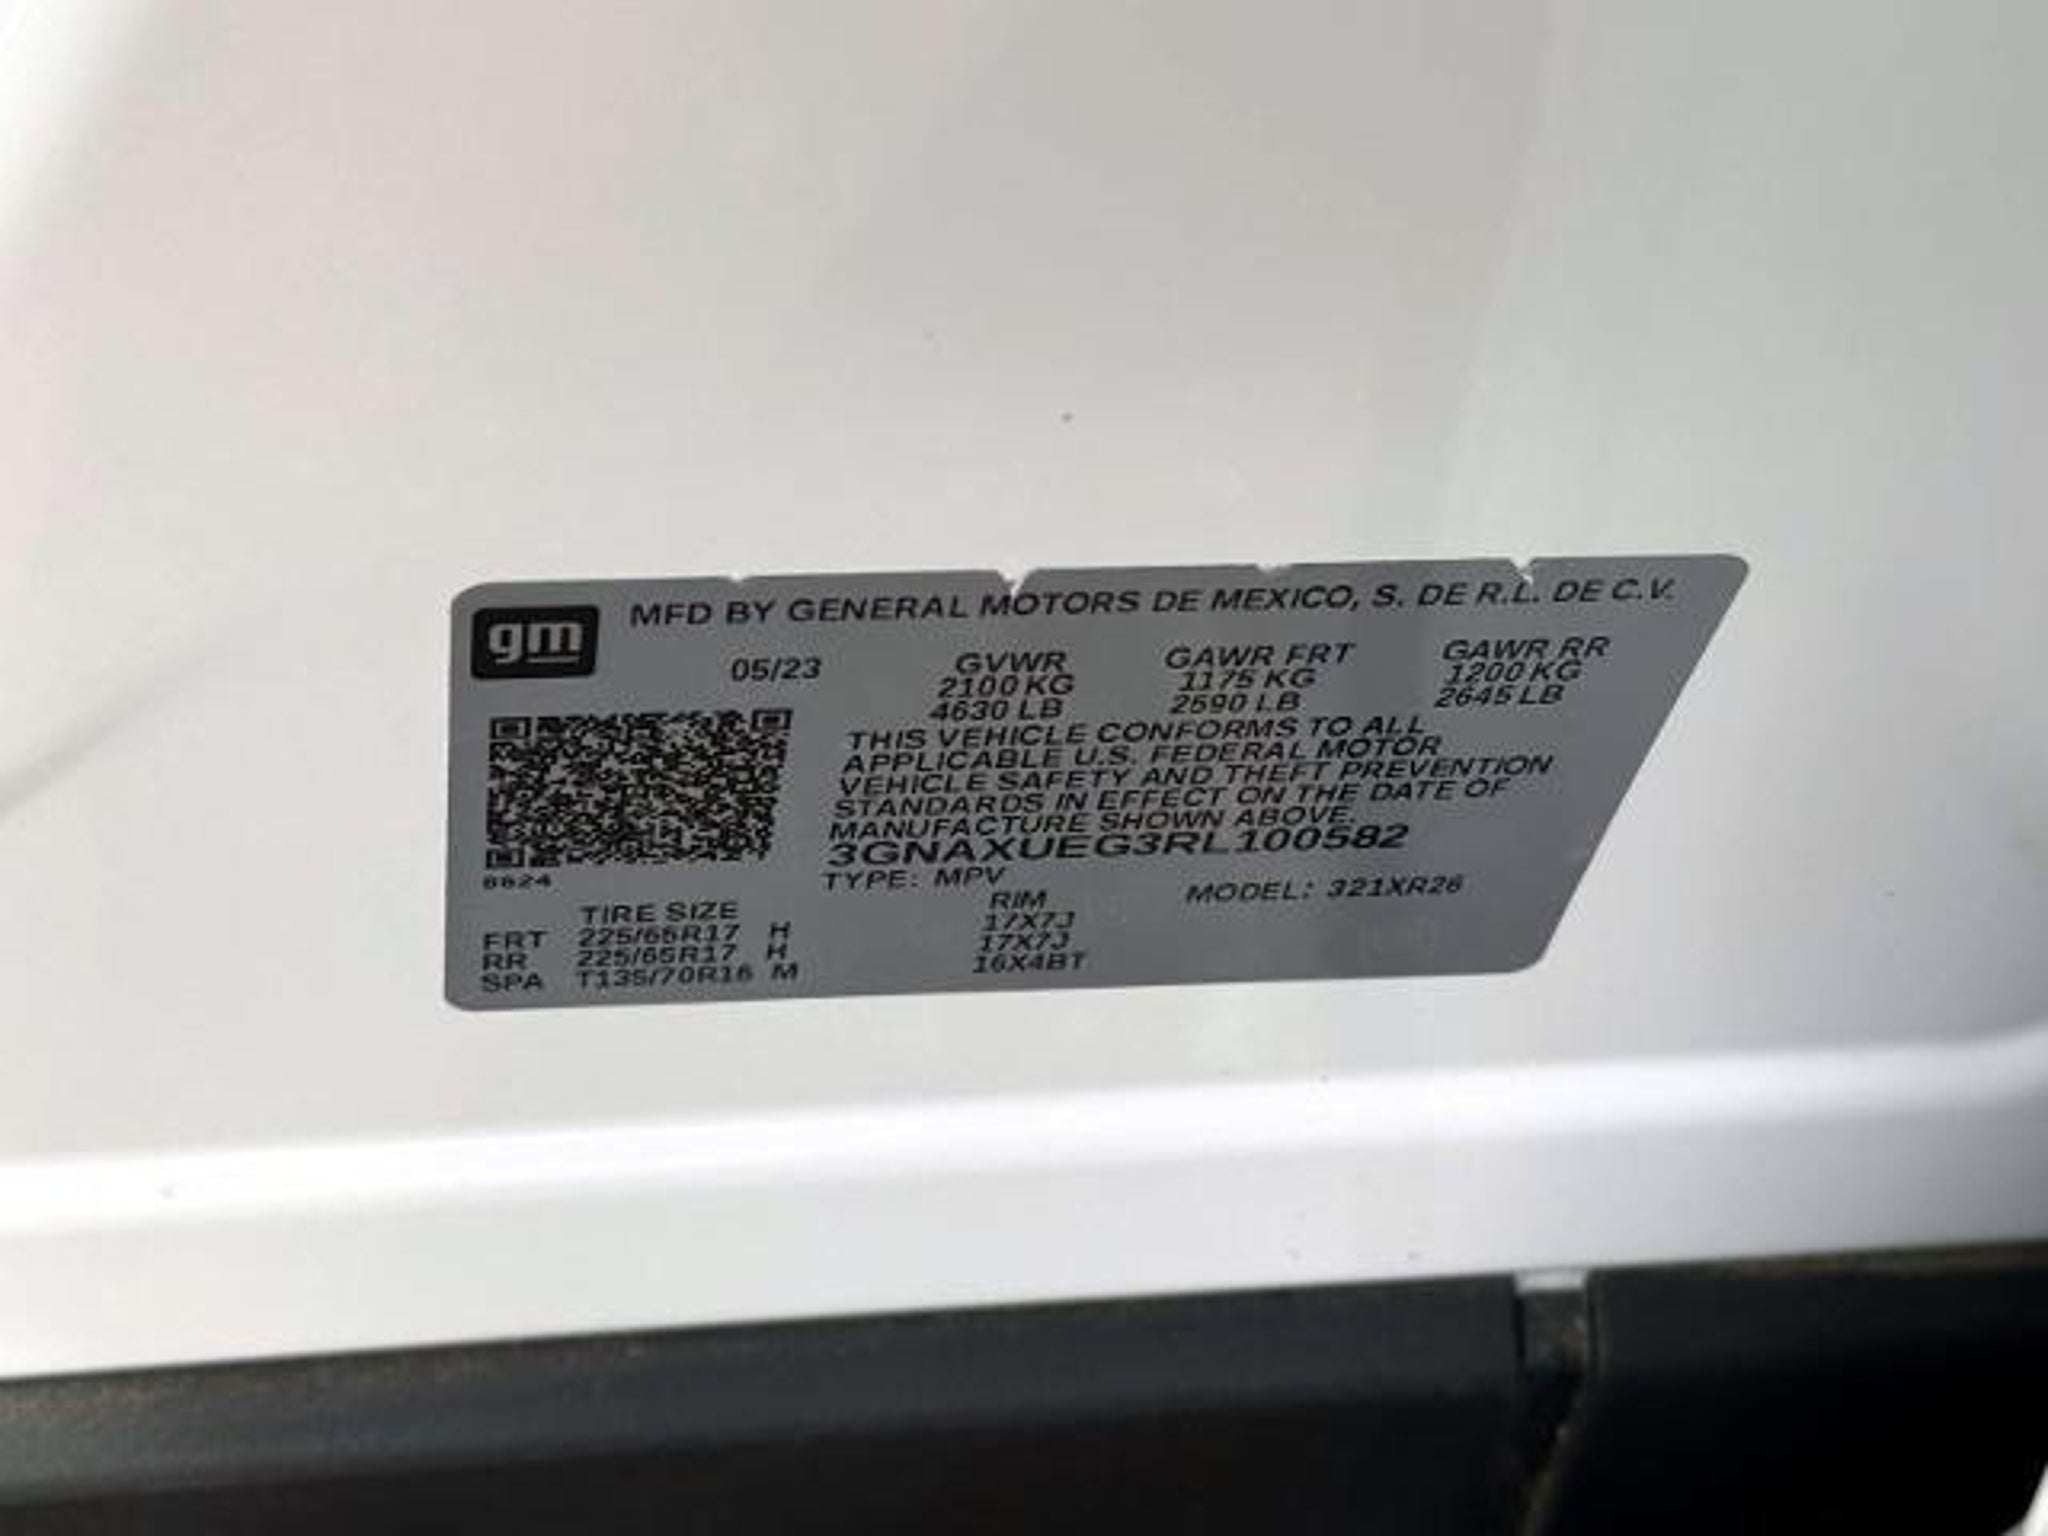 gm
MFD BY GENERAL MOTORS DE MEXICO, S. DE R.L. DE C.V.
05/23 GVWR GAWR FRT GAWR RR
2100 KG 1175 KG 1200 KG
4630 LB 2590 LB 2645 LB
THIS VEHICLE CONFORMS TO ALL
APPLICABLE U.S. FEDERAL MOTOR
VEHICLE SAFETY AND THEFT PREVENTION
STANDARDS IN EFFECT ON THE DATE OF
MANUFACTURE SHOWN ABOVE.
3GNAXUEG3RL100582
TYPE: MPV MODEL: 321XR26
TIRE SIZE RIM
FRT 225/65R17 H 17X7J
RR 225/65R17 H 17X7J
SPA T135/70R16 M 16X4BT